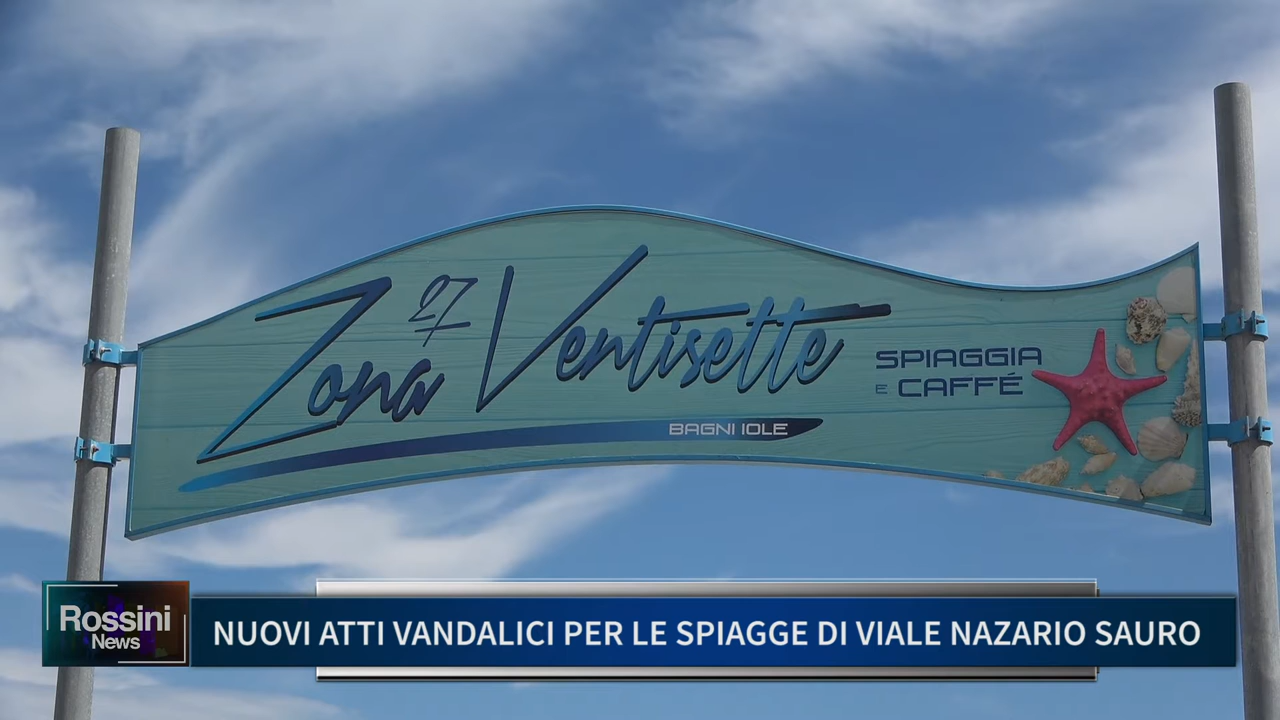 27
Zona Ventisette
SPIAGGIA
E CAFFÉ
BAGNI IOLE
Rossini
News
NUOVI ATTI VANDALICI PER LE SPIAGGE DI VIALE NAZARIO SAURO